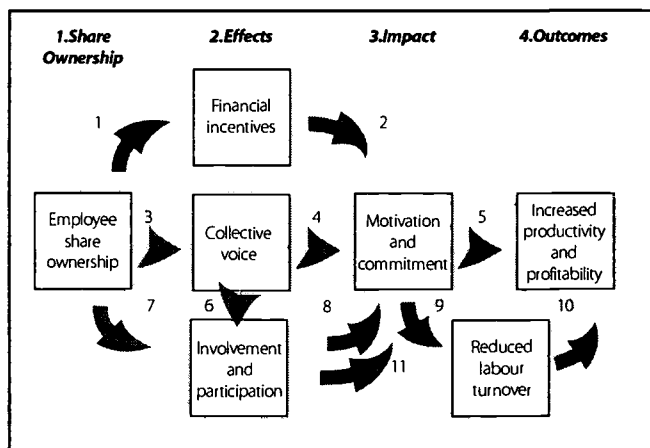 1.Share
Ownership
2.Effects
3.Impact
4.Outcomes
Financial
incentives
1
2
Employee
share
ownership
3
Collective
voice
4
Motivation
and
commitment
5
Increased
productivity
and
profitability
7
6
8
9
10
Involvement
and
participation
11
Reduced
labour
turnover